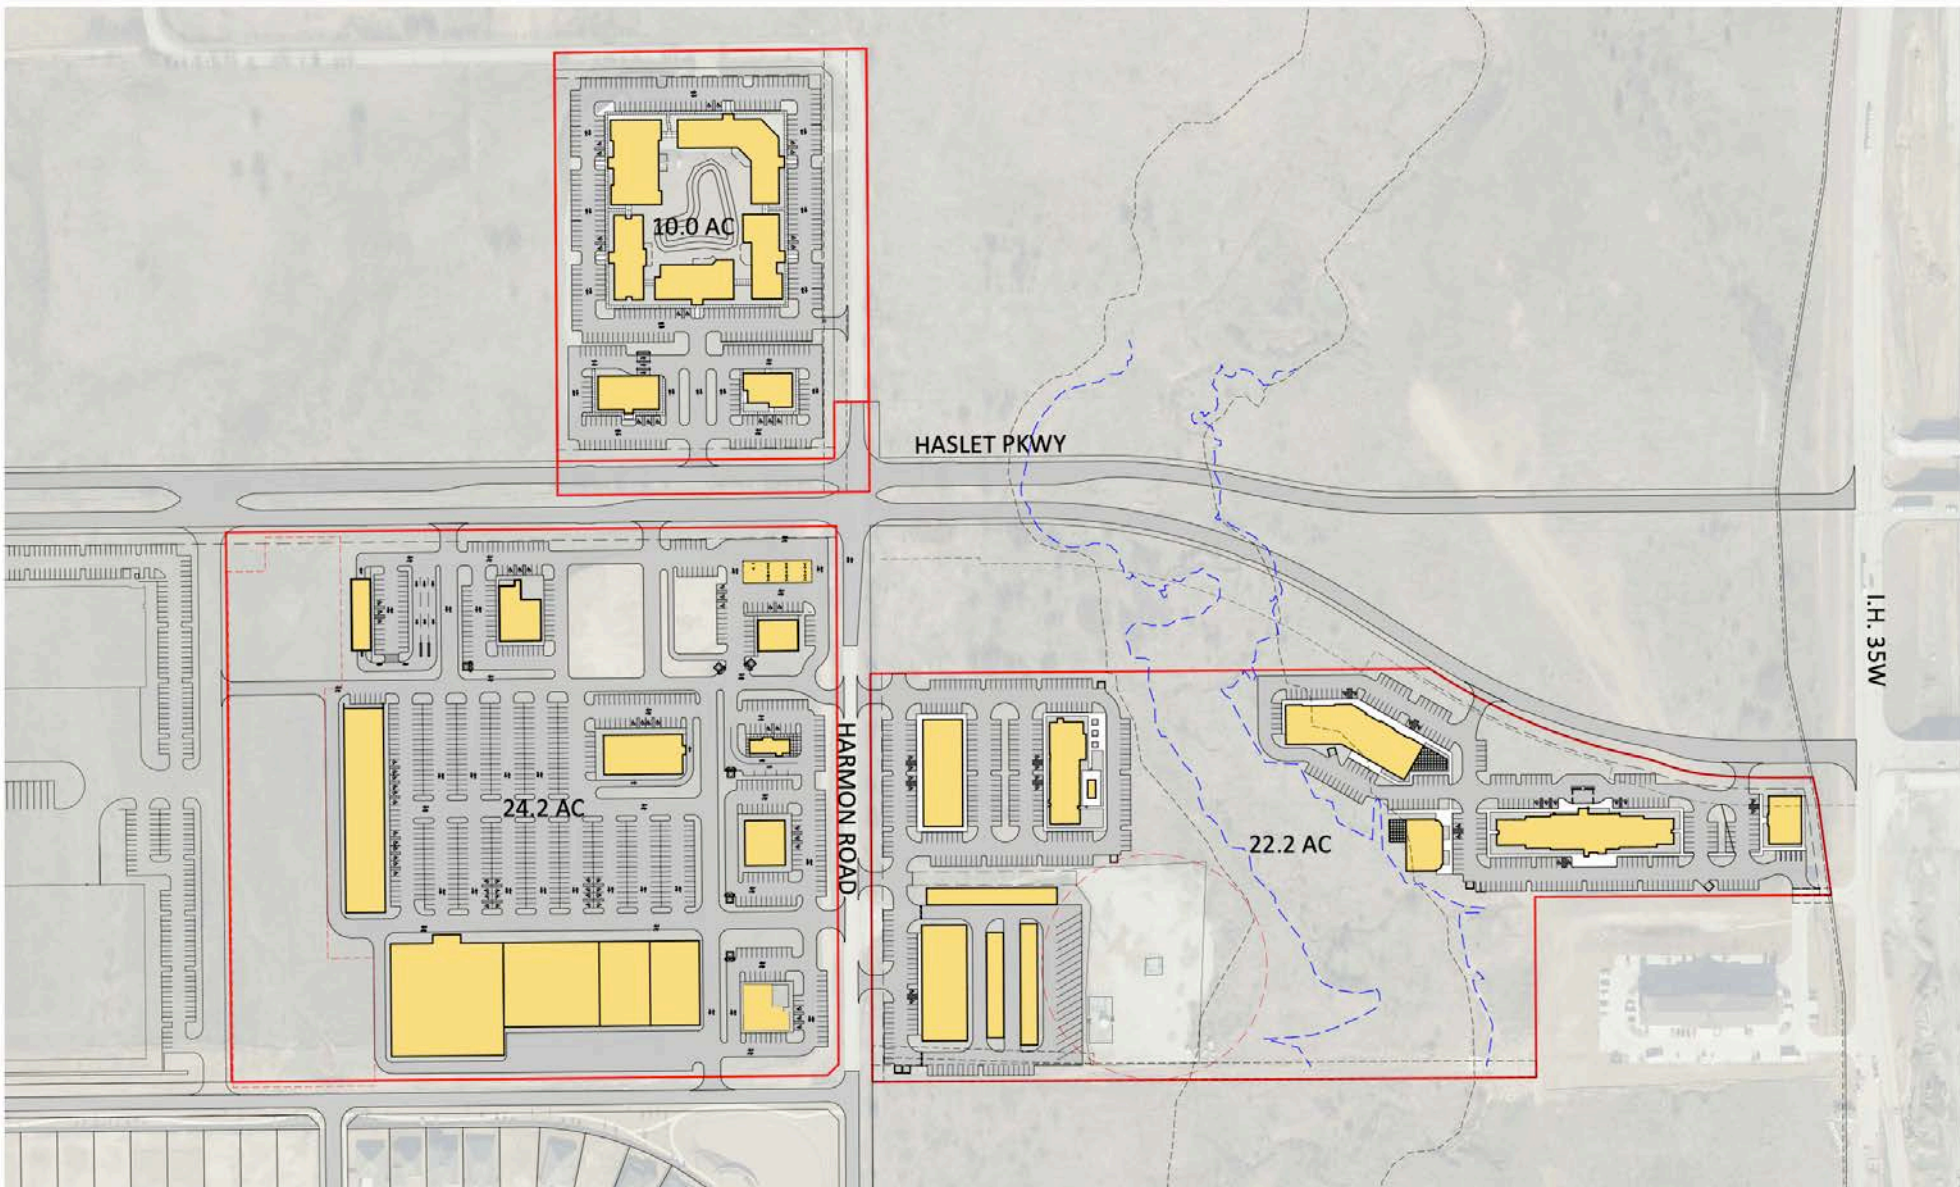 10.0 AC
HASLET PKWY
I.H. 35W
HARMON ROAD
24.2 AC
22.2 AC